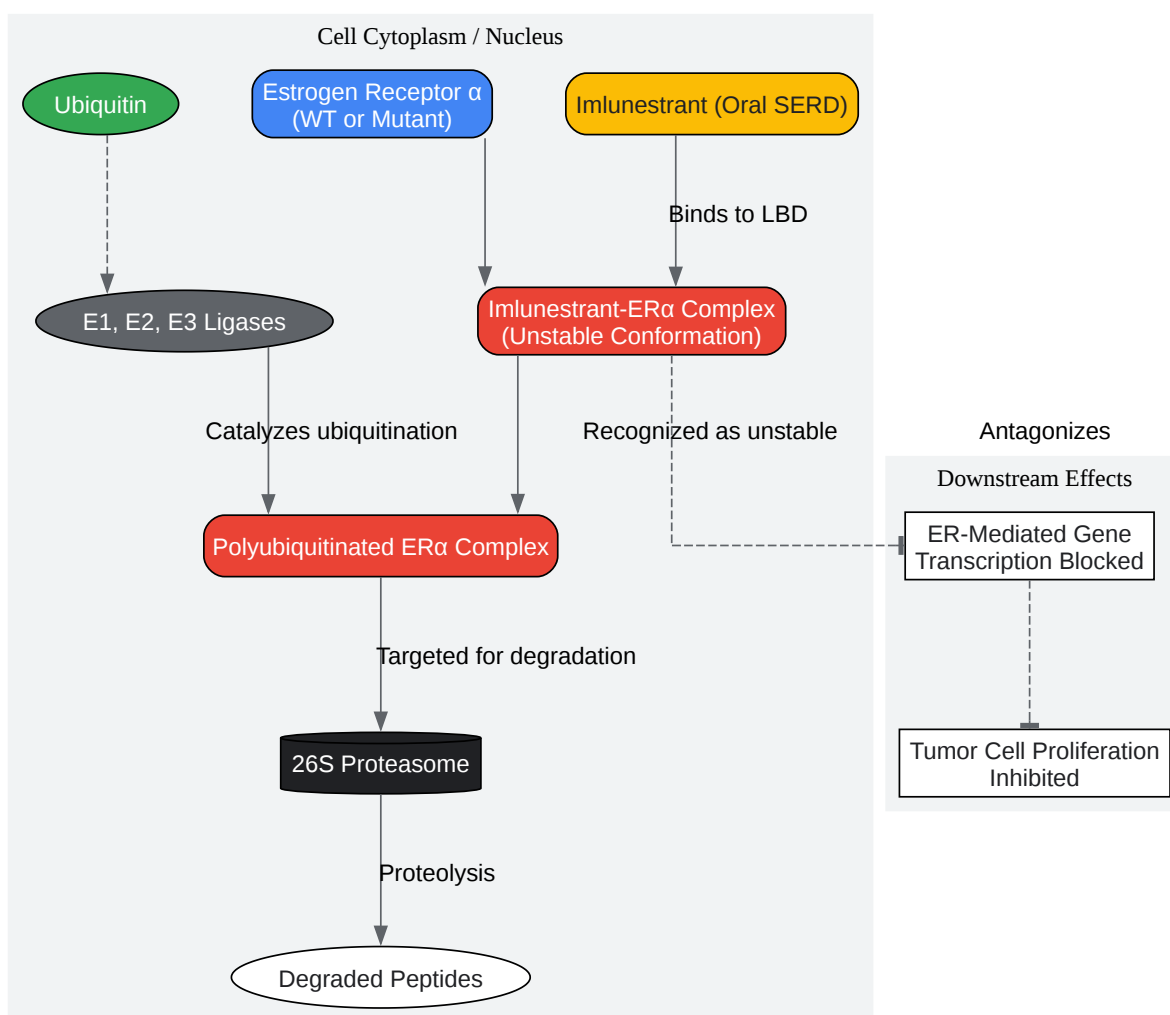 Cell Cytoplasm / Nucleus
Ubiquitin
Estrogen Receptor α
(WT or Mutant)
Imlunestrant (Oral SERD)
Binds to LBD
E1, E2, E3 Ligases
Imlunestrant-ERα Complex
(Unstable Conformation)
Catalyzes ubiquitination
Recognized as unstable
Antagonizes
Downstream Effects
ER-Mediated Gene
Transcription Blocked
Polyubiquitinated ERα Complex
Targeted for degradation
26S Proteasome
Tumor Cell Proliferation
Inhibited
Proteolysis
Degraded Peptides